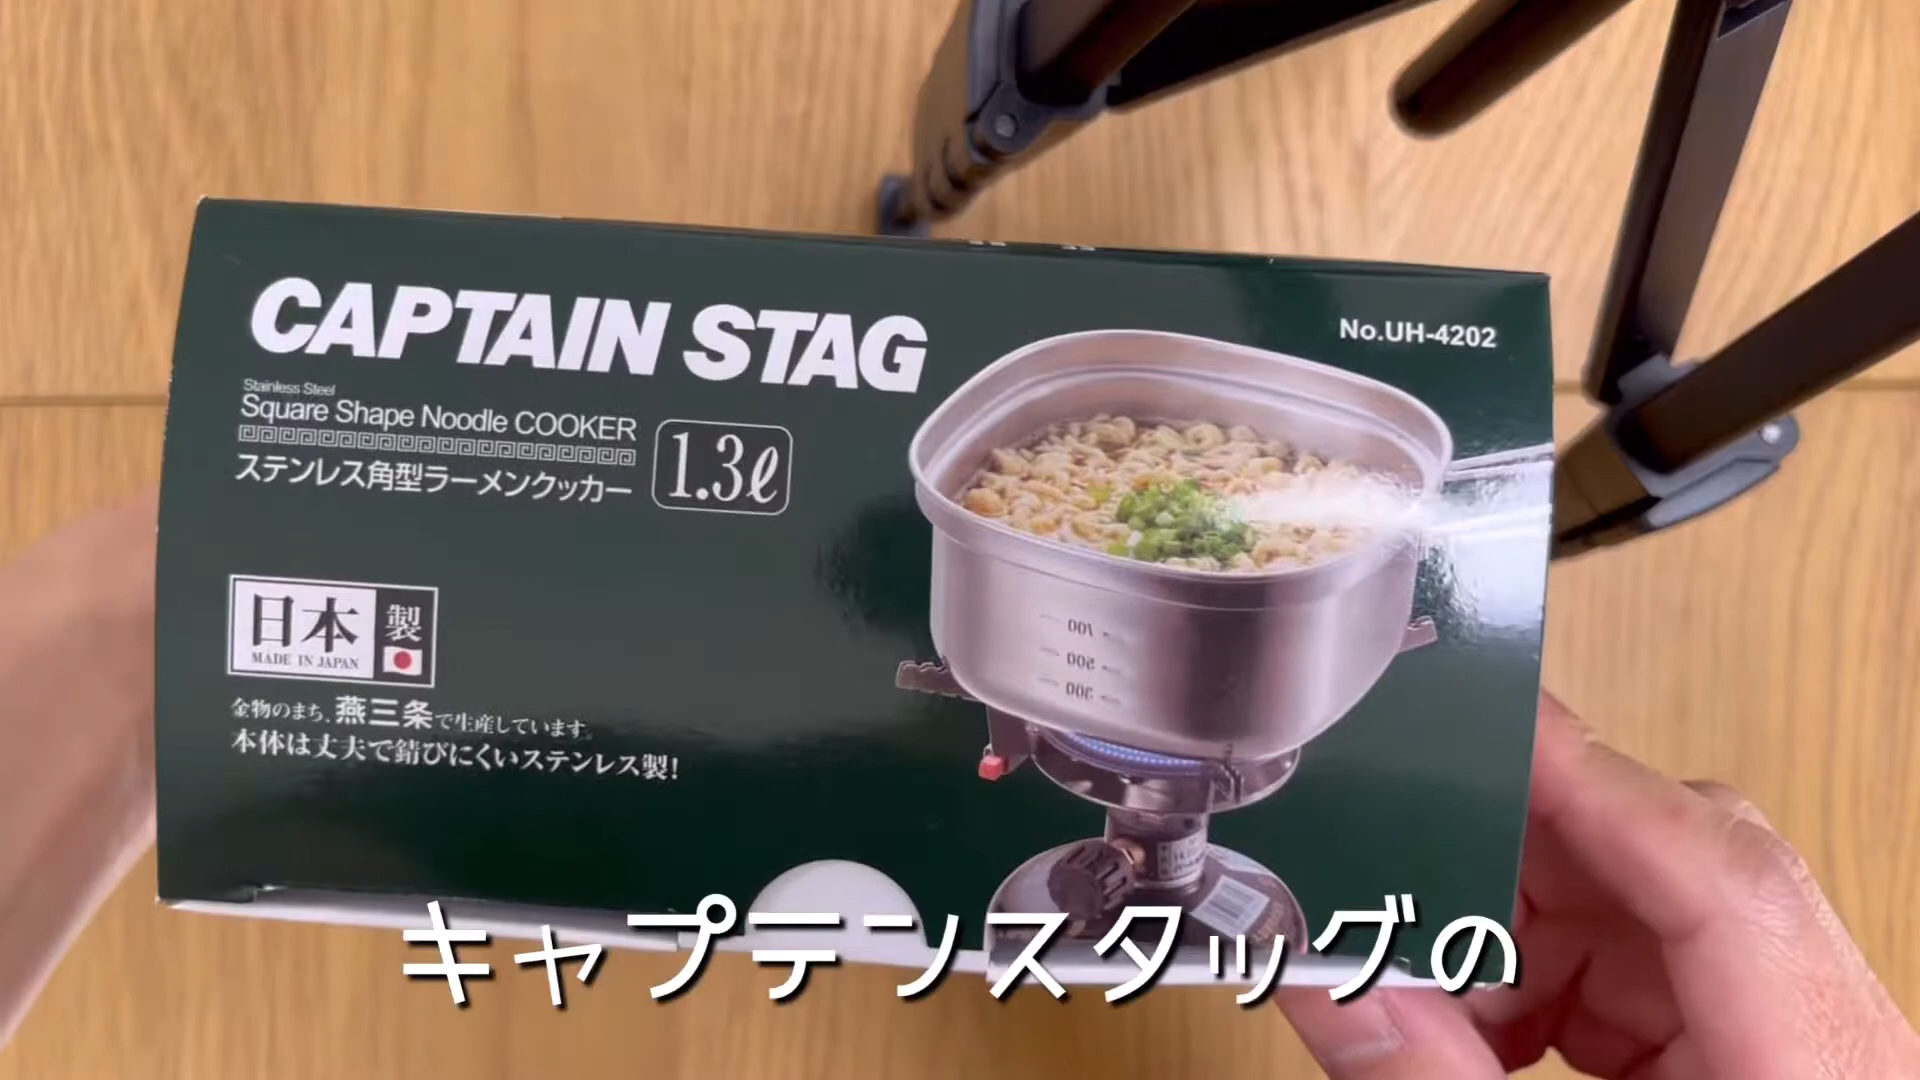 CAPTAIN STAG
No.UH-4202
Stainless Steel
Square Shape Noodle COOKER
ステンレス角型ラーメンクッカー
1.3ℓ
700
500
300
日本製
MADE IN JAPAN
金物のまち、燕三条で生産しています。
本体は丈夫で錆びにくいステンレス製!
キャプテンスタッグの